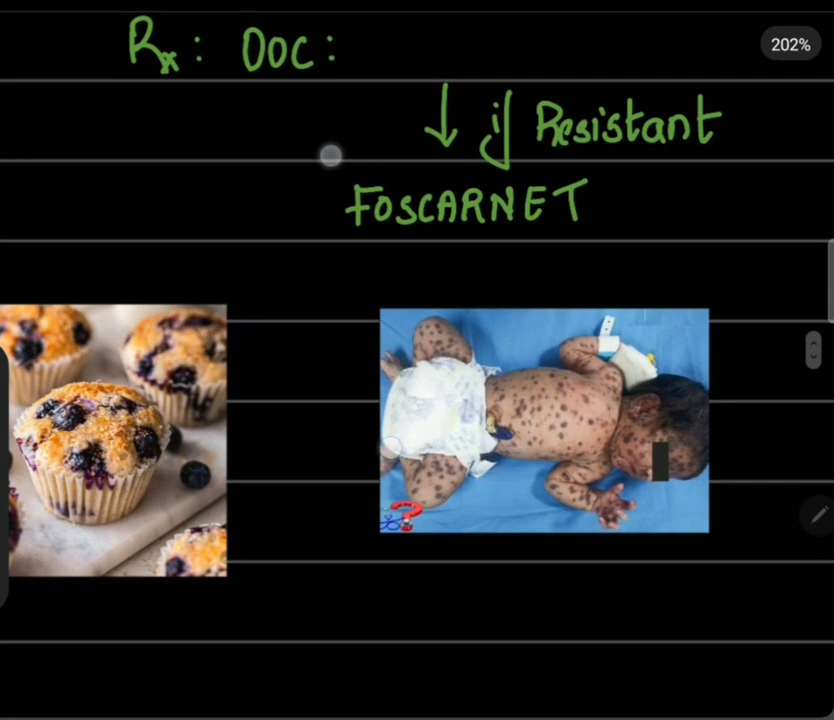 Rx: DOC:
202%
↓ if Resistant
FOSCARNET
?